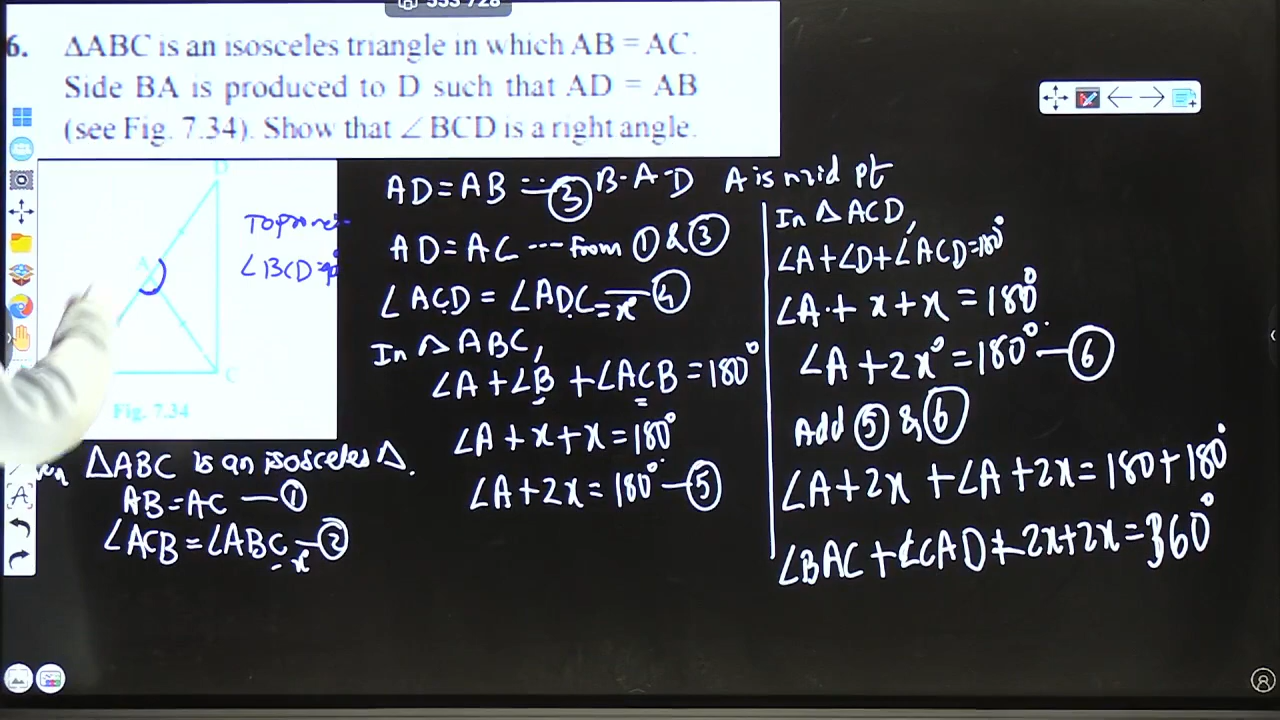 6. ΔABC is an isosceles triangle in which AB = AC.
Side BA is produced to D such that AD = AB
(see Fig. 7.34). Show that ∠BCD is a right angle.
D
A
C
Fig. 7.34
∠BCD=
ΔABC is an isosceles Δ.
AB=AC —①
∠ACB=∠ABC —②
x°
AD=AB ---③ B-A-D A is mid pt
AD=AC ---from ①&③
∠ACD = ∠ADC=x° —④
In ΔABC,
∠A+∠B+∠ACB=180°
∠A+x+x=180°
∠A+2x=180° —⑤
In ΔACD,
∠A+∠D+∠ACD=180°
∠A+x+x=180°
∠A+2x°=180° —⑥
Add ⑤&⑥
∠A+2x+∠A+2x=180+180°
∠BAC+∠CAD+2x+2x=360°